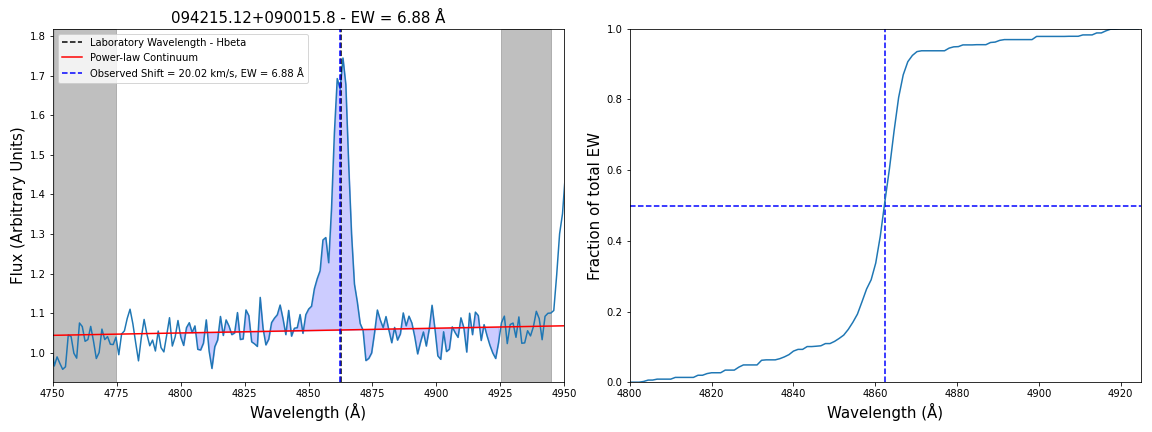 094215.12+090015.8 - EW = 6.88 Å
Laboratory Wavelength - Hbeta
Power-law Continuum
Observed Shift = 20.02 km/s, EW = 6.88 Å
Flux (Arbitrary Units)
1.8
1.7
1.6
1.5
1.4
1.3
1.2
1.1
1.0
4750 4775 4800 4825 4850 4875 4900 4925 4950
Wavelength (Å)
Fraction of total EW
1.0
0.8
0.6
0.4
0.2
0.0
4800 4820 4840 4860 4880 4900 4920
Wavelength (Å)